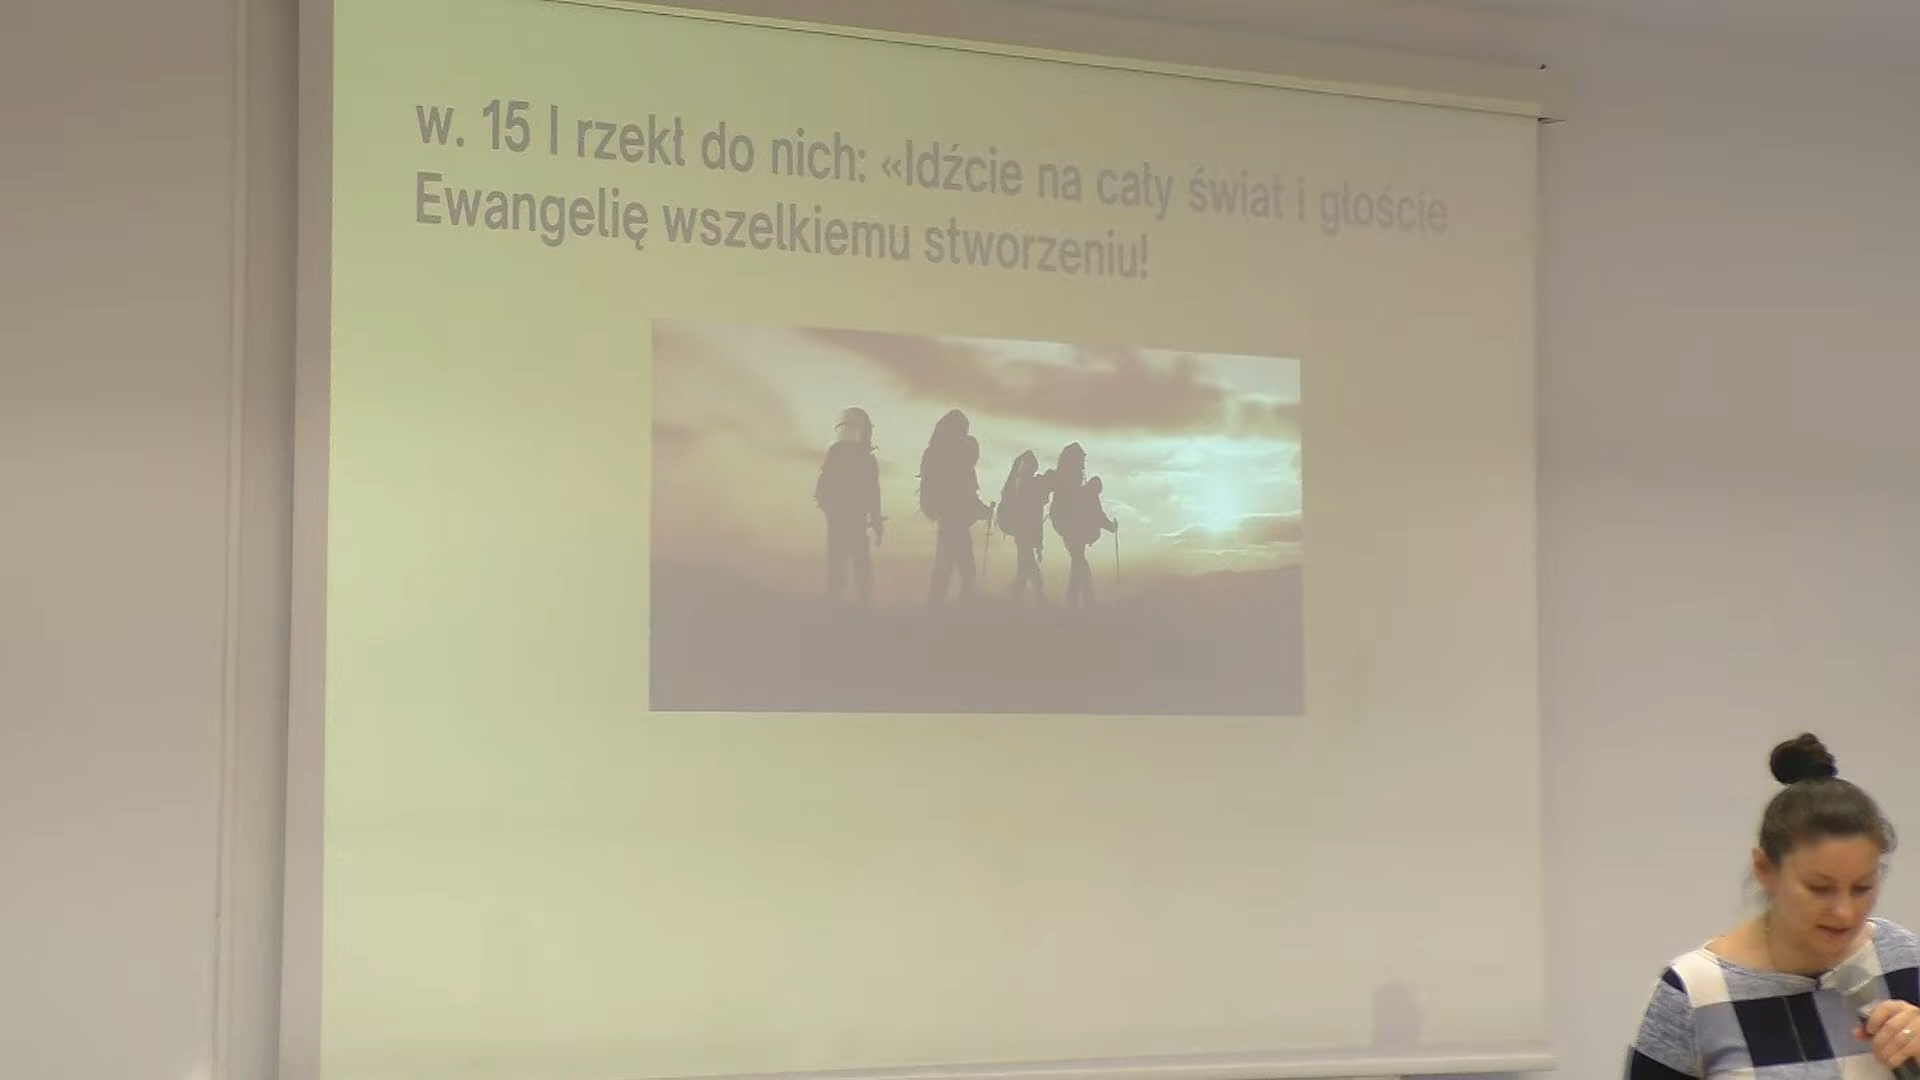 w. 15 I rzekł do nich: «Idźcie na cały świat i głoście
Ewangelię wszelkiemu stworzeniu!